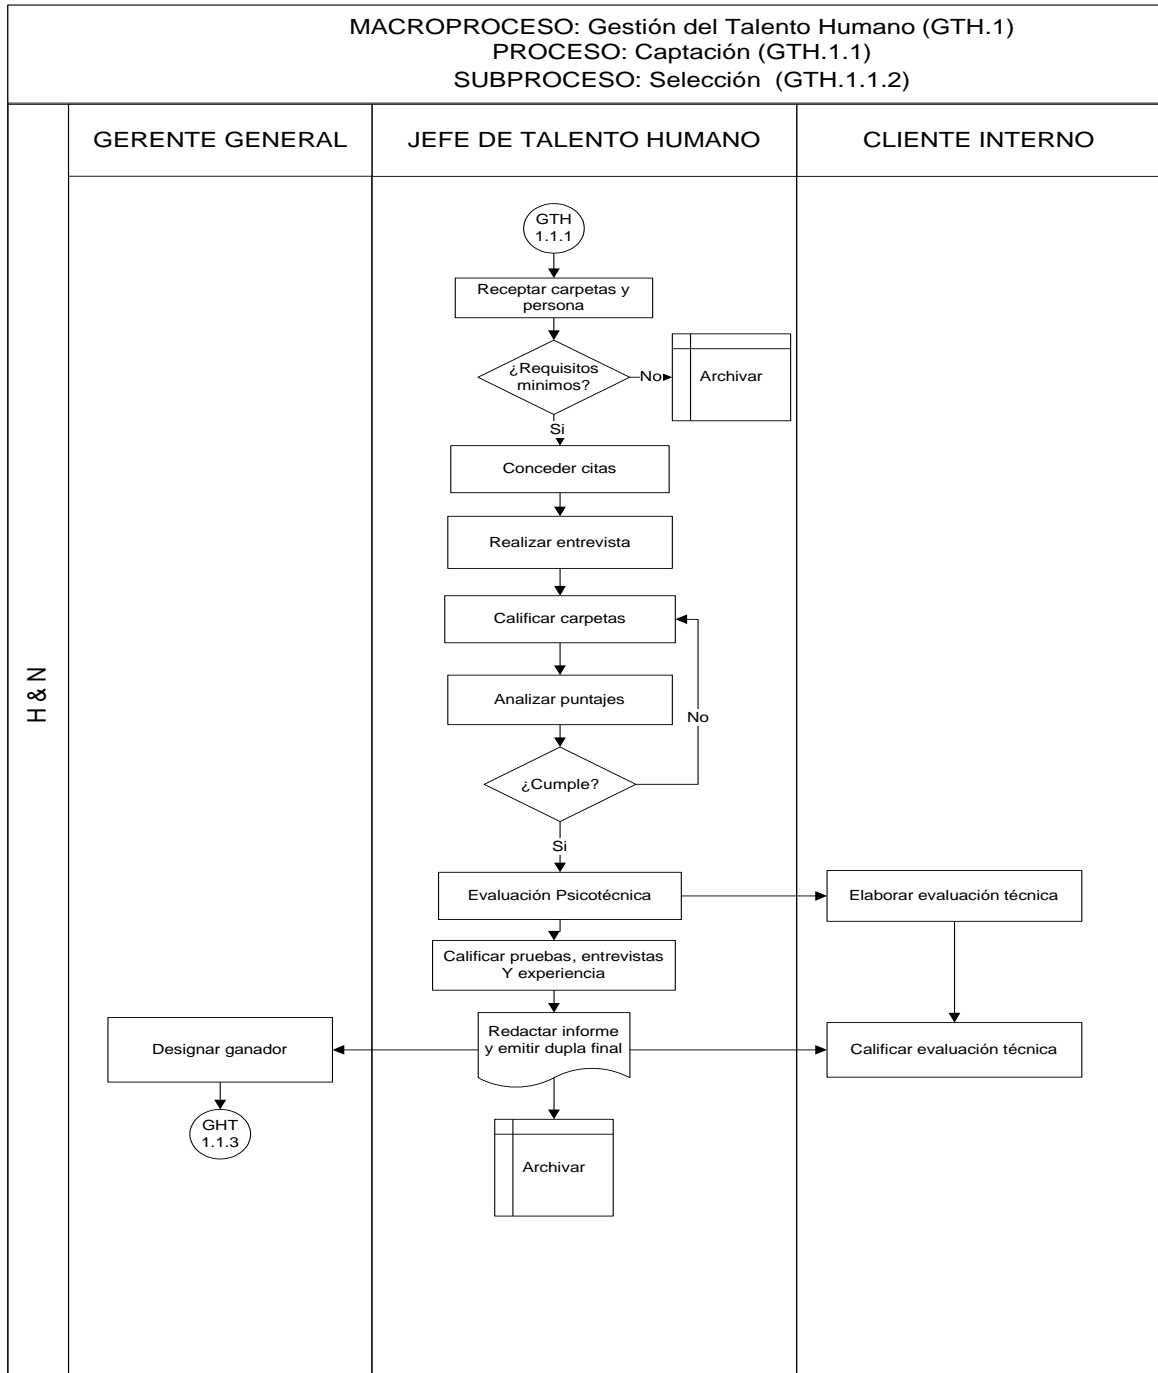 MACROPROCESO: Gestión del Talento Humano (GTH.1)
PROCESO: Captación (GTH.1.1)
SUBPROCESO: Selección (GTH.1.1.2)
H & N
GERENTE GENERAL
JEFE DE TALENTO HUMANO
CLIENTE INTERNO
GTH
1.1.1
Receptar carpetas y
persona
¿Requisitos
minimos?
No
Archivar
Si
Conceder citas
Realizar entrevista
Calificar carpetas
Analizar puntajes
No
¿Cumple?
Si
Evaluación Psicotécnica
Elaborar evaluación técnica
Calificar pruebas, entrevistas
Y experiencia
Designar ganador
Redactar informe
y emitir dupla final
Calificar evaluación técnica
GHT
1.1.3
Archivar